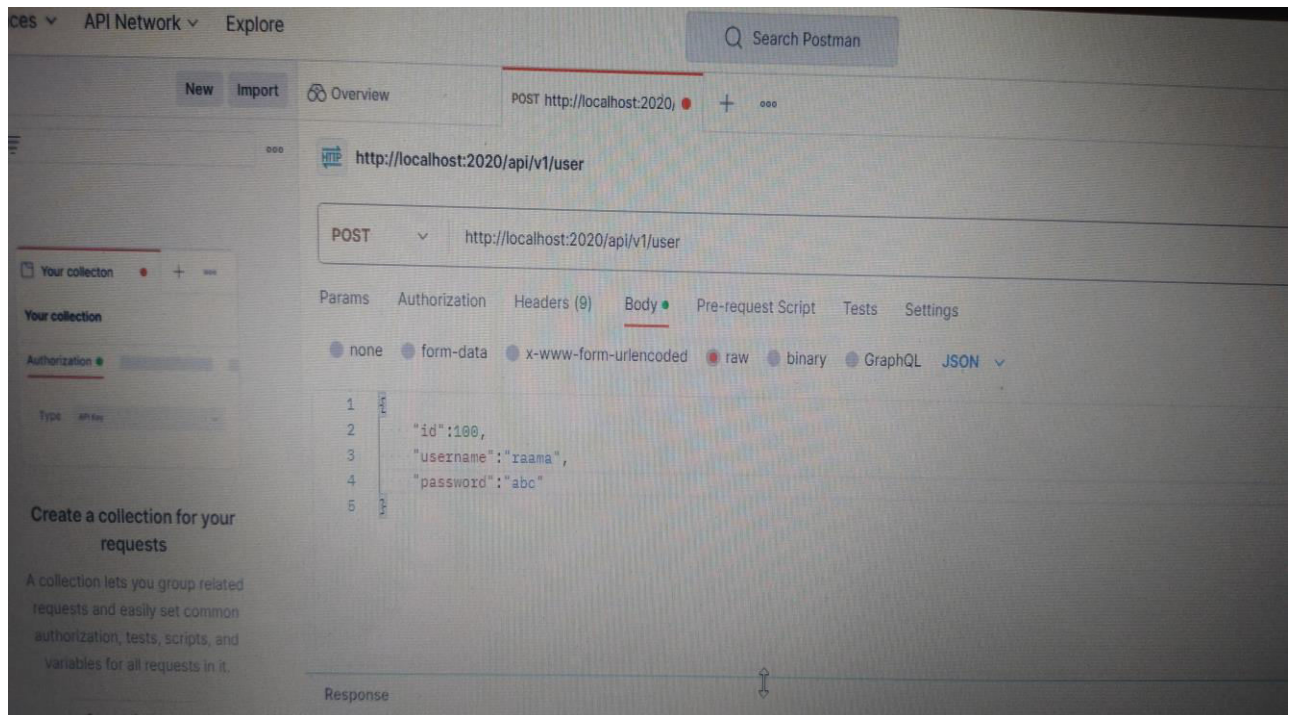 ces API Network Explore
Search Postman
New Import
Overview
POST http://localhost:2020/
HTTP http://localhost:2020/api/v1/user
POST http://localhost:2020/api/v1/user
Your collecton
Your collection
Authorization
Type API Key
Params Authorization Headers (9) Body Pre-request Script Tests Settings
none form-data x-www-form-urlencoded raw binary GraphQL JSON
1 {
2 "id":100,
3 "username":"raama",
4 "password":"abc"
5 }
Create a collection for your
requests
A collection lets you group related
requests and easily set common
authorization, tests, scripts, and
variables for all requests in it.
Response